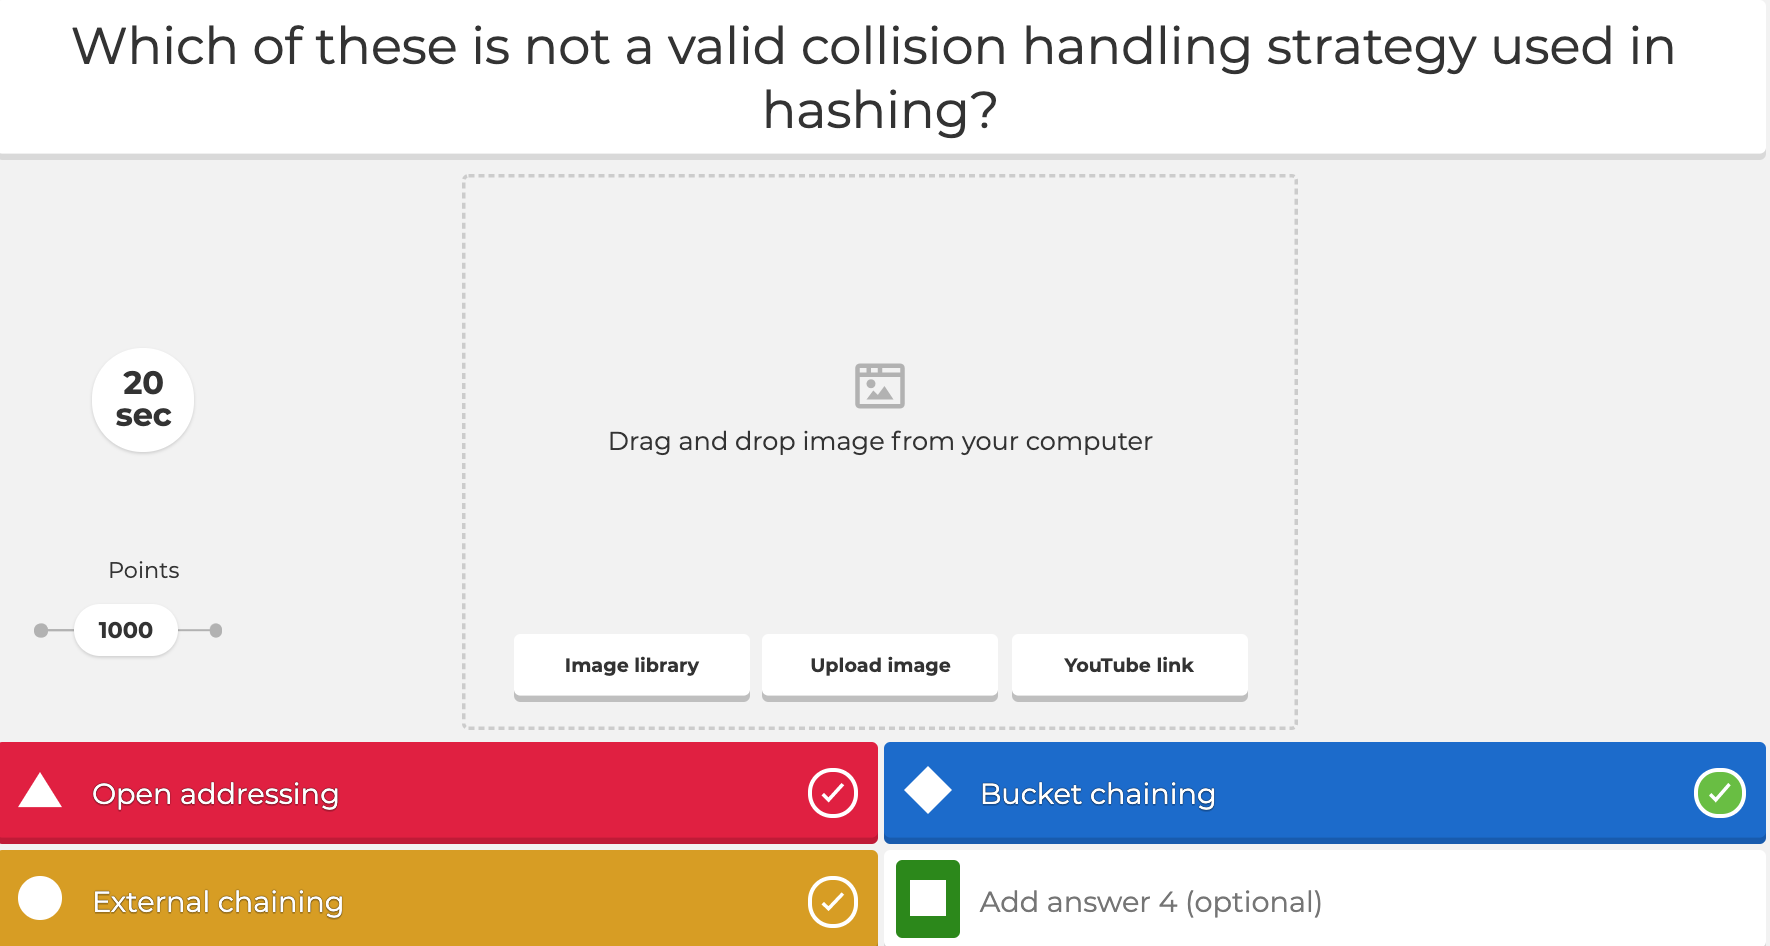 Which of these is not a valid collision handling strategy used in
hashing?
20
sec
Drag and drop image from your computer
Points
1000
Image library
Upload image
YouTube link
Open addressing
Bucket chaining
External chaining
Add answer 4 (optional)